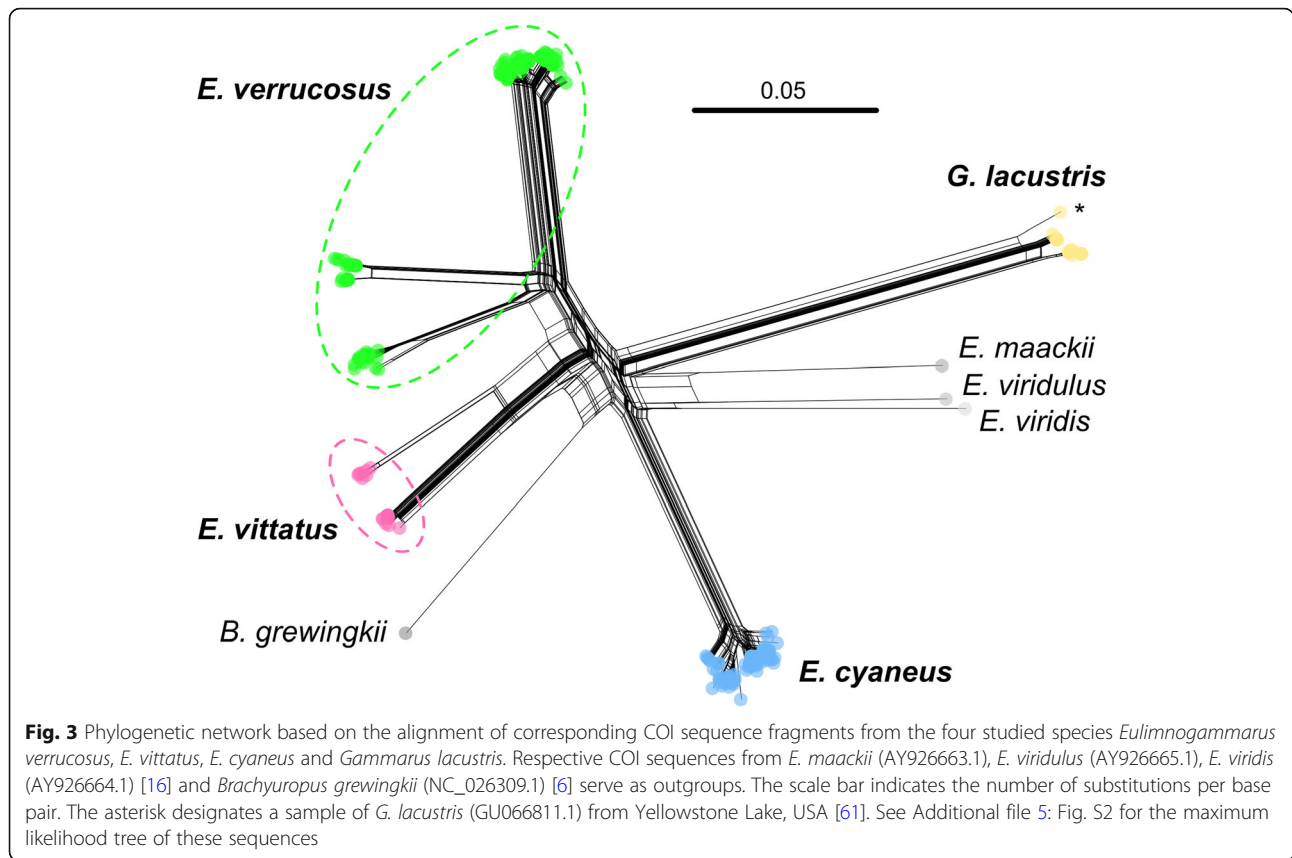 E. verrucosus
0.05
G. lacustris
*
E. maackii
E. viridulus
E. viridis
E. vittatus
B. grewingkii
E. cyaneus
Fig. 3 Phylogenetic network based on the alignment of corresponding COI sequence fragments from the four studied species Eulimnogammarus
verrucosus, E. vittatus, E. cyaneus and Gammarus lacustris. Respective COI sequences from E. maackii (AY926663.1), E. viridulus (AY926665.1), E. viridis
(AY926664.1) [16] and Brachyuropus grewingkii (NC_026309.1) [6] serve as outgroups. The scale bar indicates the number of substitutions per base
pair. The asterisk designates a sample of G. lacustris (GU066811.1) from Yellowstone Lake, USA [61]. See Additional file 5: Fig. S2 for the maximum
likelihood tree of these sequences